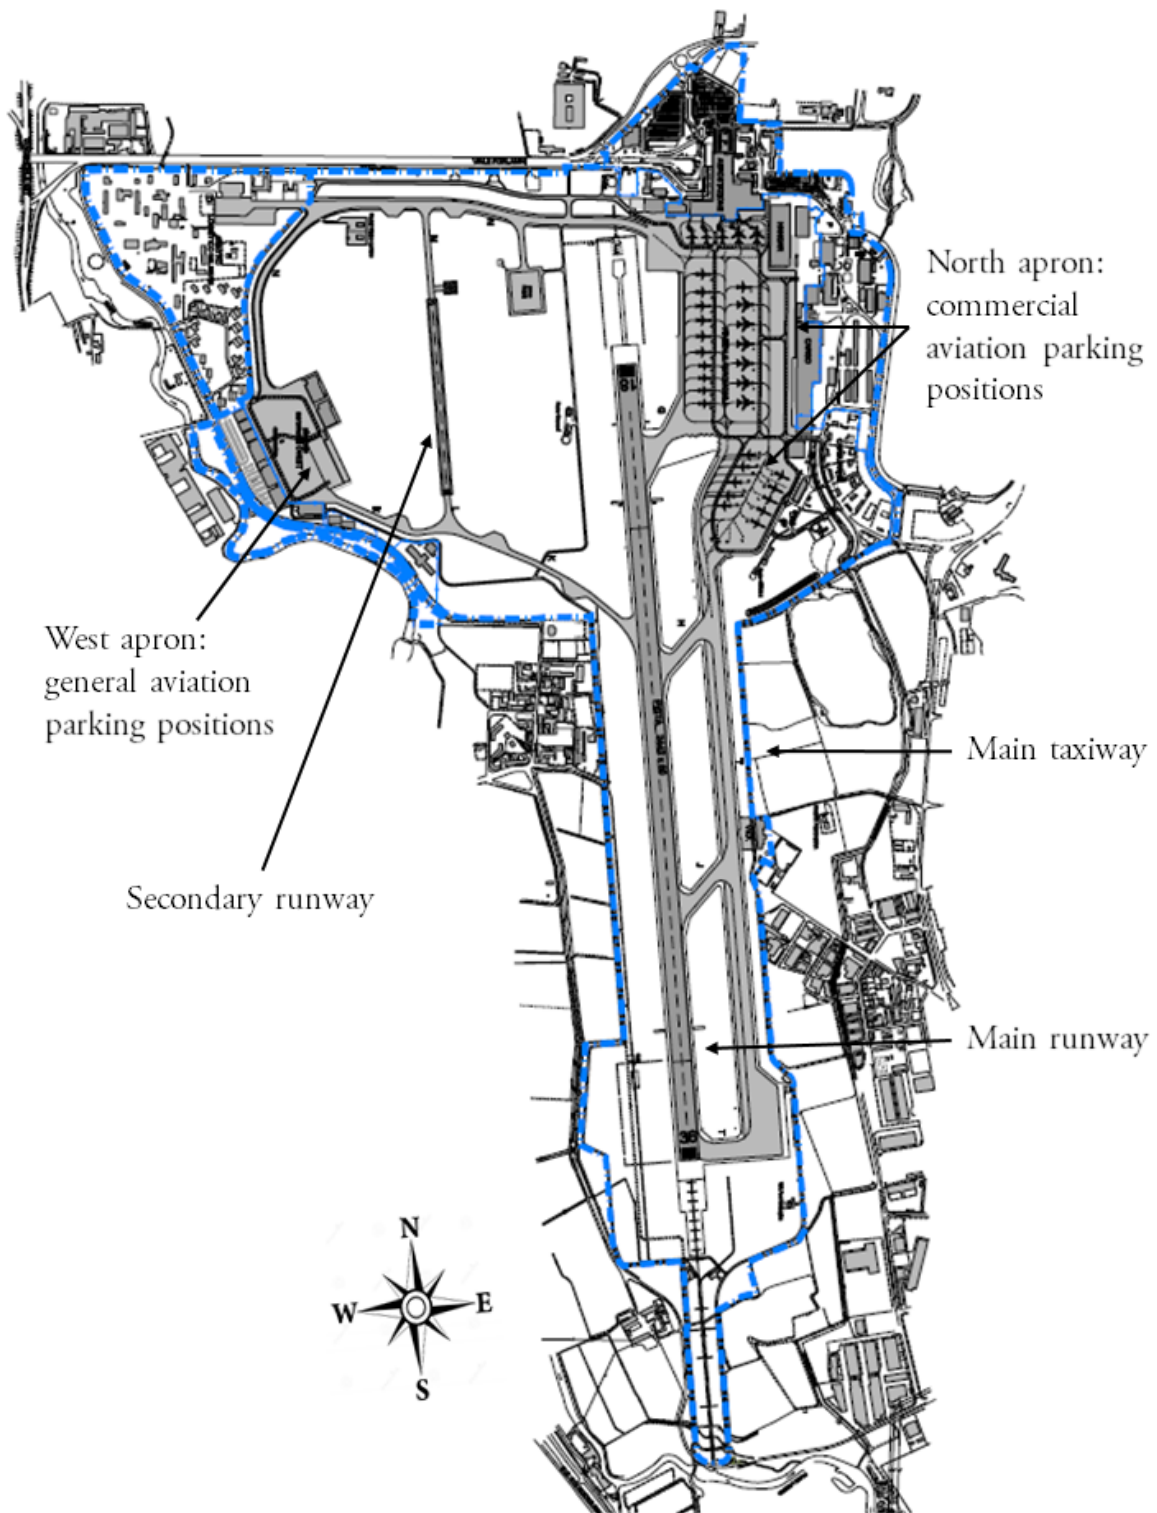 North apron:
commercial
aviation parking
positions
18
West apron:
general aviation
parking positions
Main taxiway
Secondary runway
Main runway
36
N
W
E
S